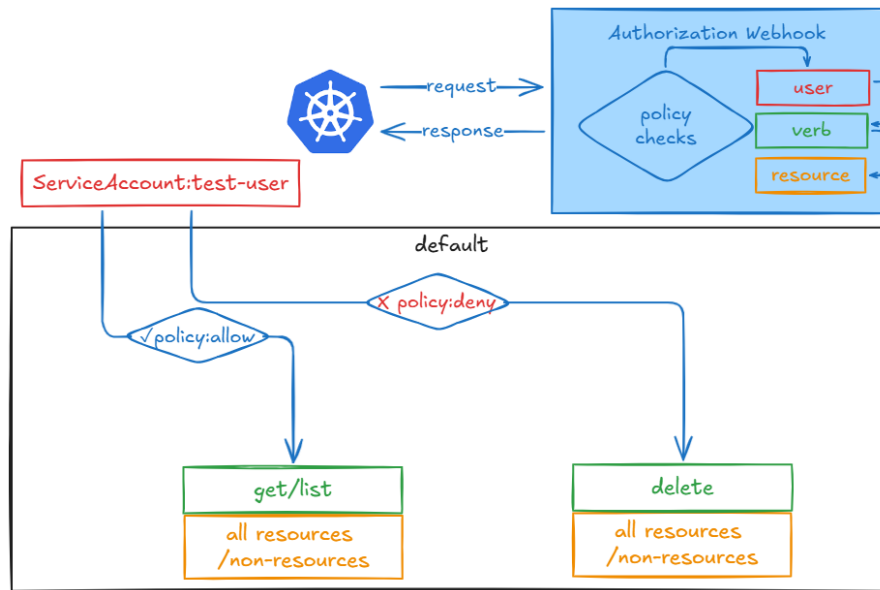 Authorization Webhook
request
user
policy
checks
verb
response
resource
ServiceAccount:test-user
default
X policy:deny
✓policy:allow
get/list
delete
all resources
/non-resources
all resources
/non-resources